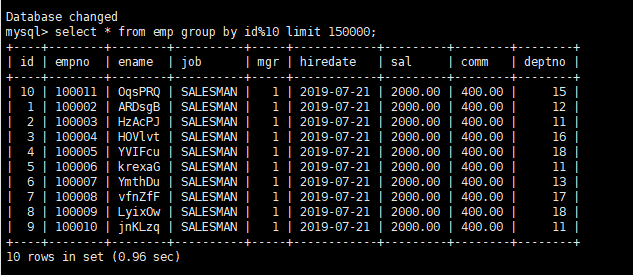 Database changed
mysql> select * from emp group by id%10 limit 150000;
+----+--------+--------+----------+-----+------------+---------+--------+--------+
| id | empno | ename | job | mgr | hiredate | sal | comm | deptno |
+----+--------+--------+----------+-----+------------+---------+--------+--------+
| 10 | 100011 | OqsPRQ | SALESMAN | 1 | 2019-07-21 | 2000.00 | 400.00 | 15 |
| 1 | 100002 | ARDsgB | SALESMAN | 1 | 2019-07-21 | 2000.00 | 400.00 | 12 |
| 2 | 100003 | HzAcPJ | SALESMAN | 1 | 2019-07-21 | 2000.00 | 400.00 | 11 |
| 3 | 100004 | HOVlvt | SALESMAN | 1 | 2019-07-21 | 2000.00 | 400.00 | 16 |
| 4 | 100005 | YVIFcu | SALESMAN | 1 | 2019-07-21 | 2000.00 | 400.00 | 18 |
| 5 | 100006 | krexaG | SALESMAN | 1 | 2019-07-21 | 2000.00 | 400.00 | 11 |
| 6 | 100007 | YmthDu | SALESMAN | 1 | 2019-07-21 | 2000.00 | 400.00 | 13 |
| 7 | 100008 | vfnZfF | SALESMAN | 1 | 2019-07-21 | 2000.00 | 400.00 | 17 |
| 8 | 100009 | LyixOw | SALESMAN | 1 | 2019-07-21 | 2000.00 | 400.00 | 18 |
| 9 | 100010 | jnKLzq | SALESMAN | 1 | 2019-07-21 | 2000.00 | 400.00 | 11 |
+----+--------+--------+----------+-----+------------+---------+--------+--------+
10 rows in set (0.96 sec)